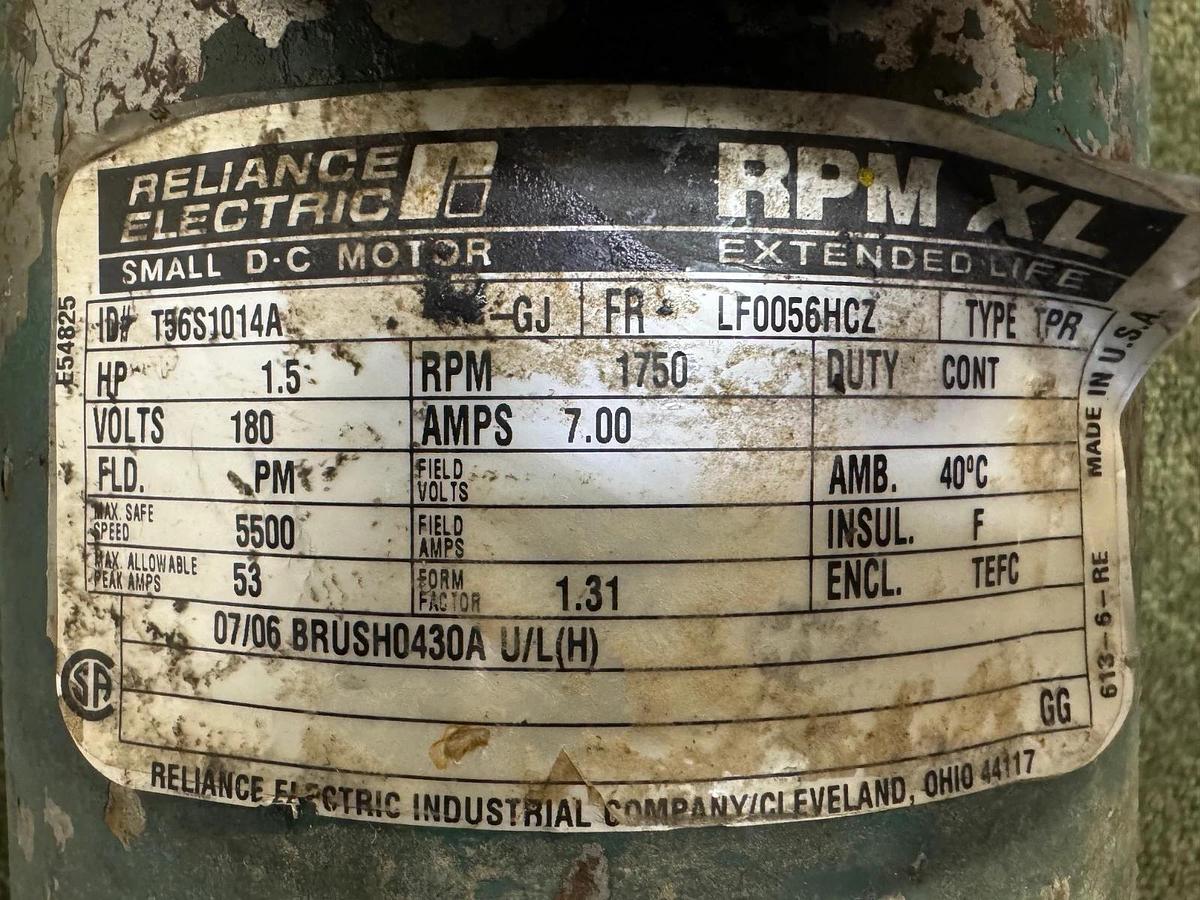 RELIANCE
ELECTRIC
RPM XL
SMALL D-C MOTOR
EXTENDED LIFE
E54825
ID# T56S1014A -GJ FR LF0056HCZ TYPE TPR
HP 1.5 RPM 1750 DUTY CONT
VOLTS 180 AMPS 7.00
FLD. PM FIELD VOLTS AMB. 40ºC
MAX. SAFE SPEED 5500 FIELD AMPS INSUL. F
MAX. ALLOWABLE PEAK AMPS 53 FORM FACTOR 1.31 ENCL. TEFC
07/06 BRUSH0430A U/L(H)
SA
GG
MADE IN U.S.A.
613-6-RE
RELIANCE ELECTRIC INDUSTRIAL COMPANY/CLEVELAND, OHIO 44117